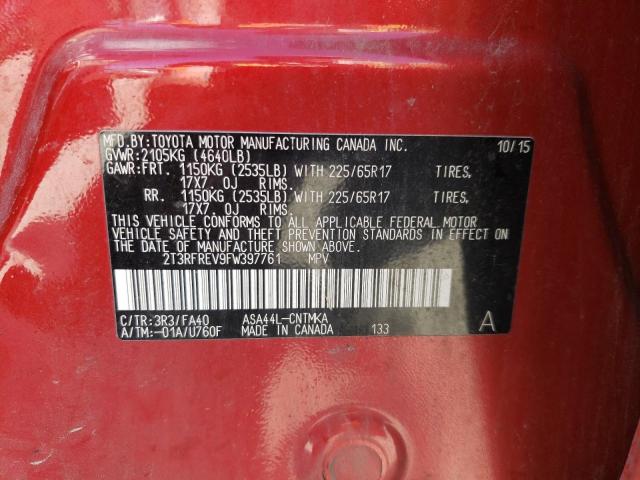 MFD.BY:TOYOTA MOTOR MANUFACTURING CANADA INC. 10/15
GVWR:2105KG (4640LB)
GAWR:FRT. 1150KG (2535LB) WITH 225/65R17 TIRES,
17X7.0J RIMS.
RR. 1150KG (2535LB) WITH 225/65R17 TIRES,
17X7.0J RIMS.
THIS VEHICLE CONFORMS TO ALL APPLICABLE FEDERAL MOTOR
VEHICLE SAFETY AND THEFT PREVENTION STANDARDS IN EFFECT
ON THE DATE OF MANUFACTURE SHOWN ABOVE.
2T3RFREV9FW397761 MPV
C/TR:3R3/FA40 ASA44L-CNTMKA
A/TM:-01A/U760F MADE IN CANADA 133 A